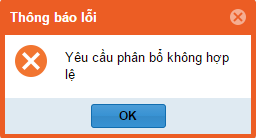 Thông báo lỗi
Yêu cầu phân bổ không hợp
lệ
OK